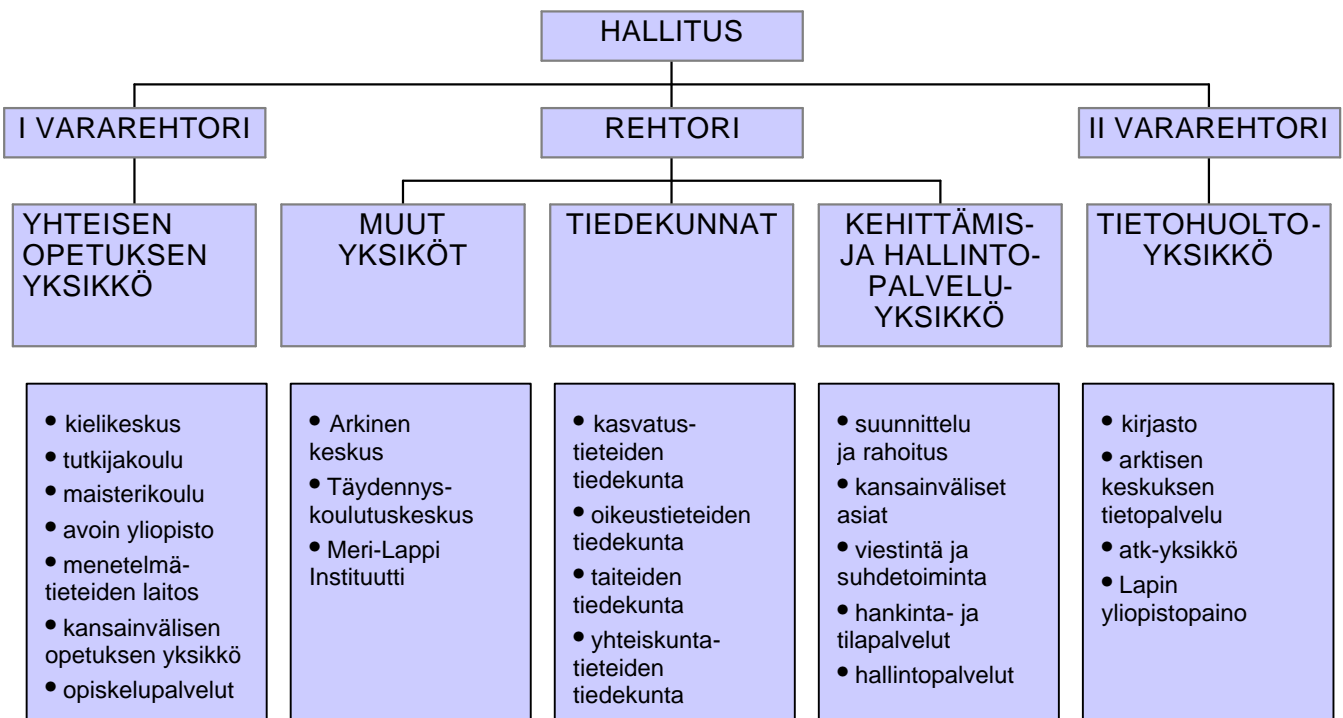 HALLITUS
I VARAREHTORI
REHTORI
II VARAREHTORI
YHTEISEN
OPETUKSEN
YKSIKKÖ
MUUT
YKSIKÖT
TIEDEKUNNAT
KEHITTÄMIS-
JA HALLINTO-
PALVELU-
YKSIKKÖ
TIETOHUOLTO-
YKSIKKÖ
• kielikeskus
• tutkijakoulu
• maisterikoulu
• avoin yliopisto
• menetelmä-
tieteiden laitos
• kansainvälisen
opetuksen yksikkö
• opiskelupalvelut
• Arkinen
keskus
• Täydennys-
koulutuskeskus
• Meri-Lappi
Instituutti
• kasvatus-
tieteiden
tiedekunta
• oikeustieteiden
tiedekunta
• taiteiden
tiedekunta
• yhteiskunta-
tieteiden
tiedekunta
• suunnittelu
ja rahoitus
• kansainväliset
asiat
• viestintä ja
suhdetoiminta
• hankinta- ja
tilapalvelut
• hallintopalvelut
• kirjasto
• arktisen
keskuksen
tietopalvelu
• atk-yksikkö
• Lapin
yliopistopaino